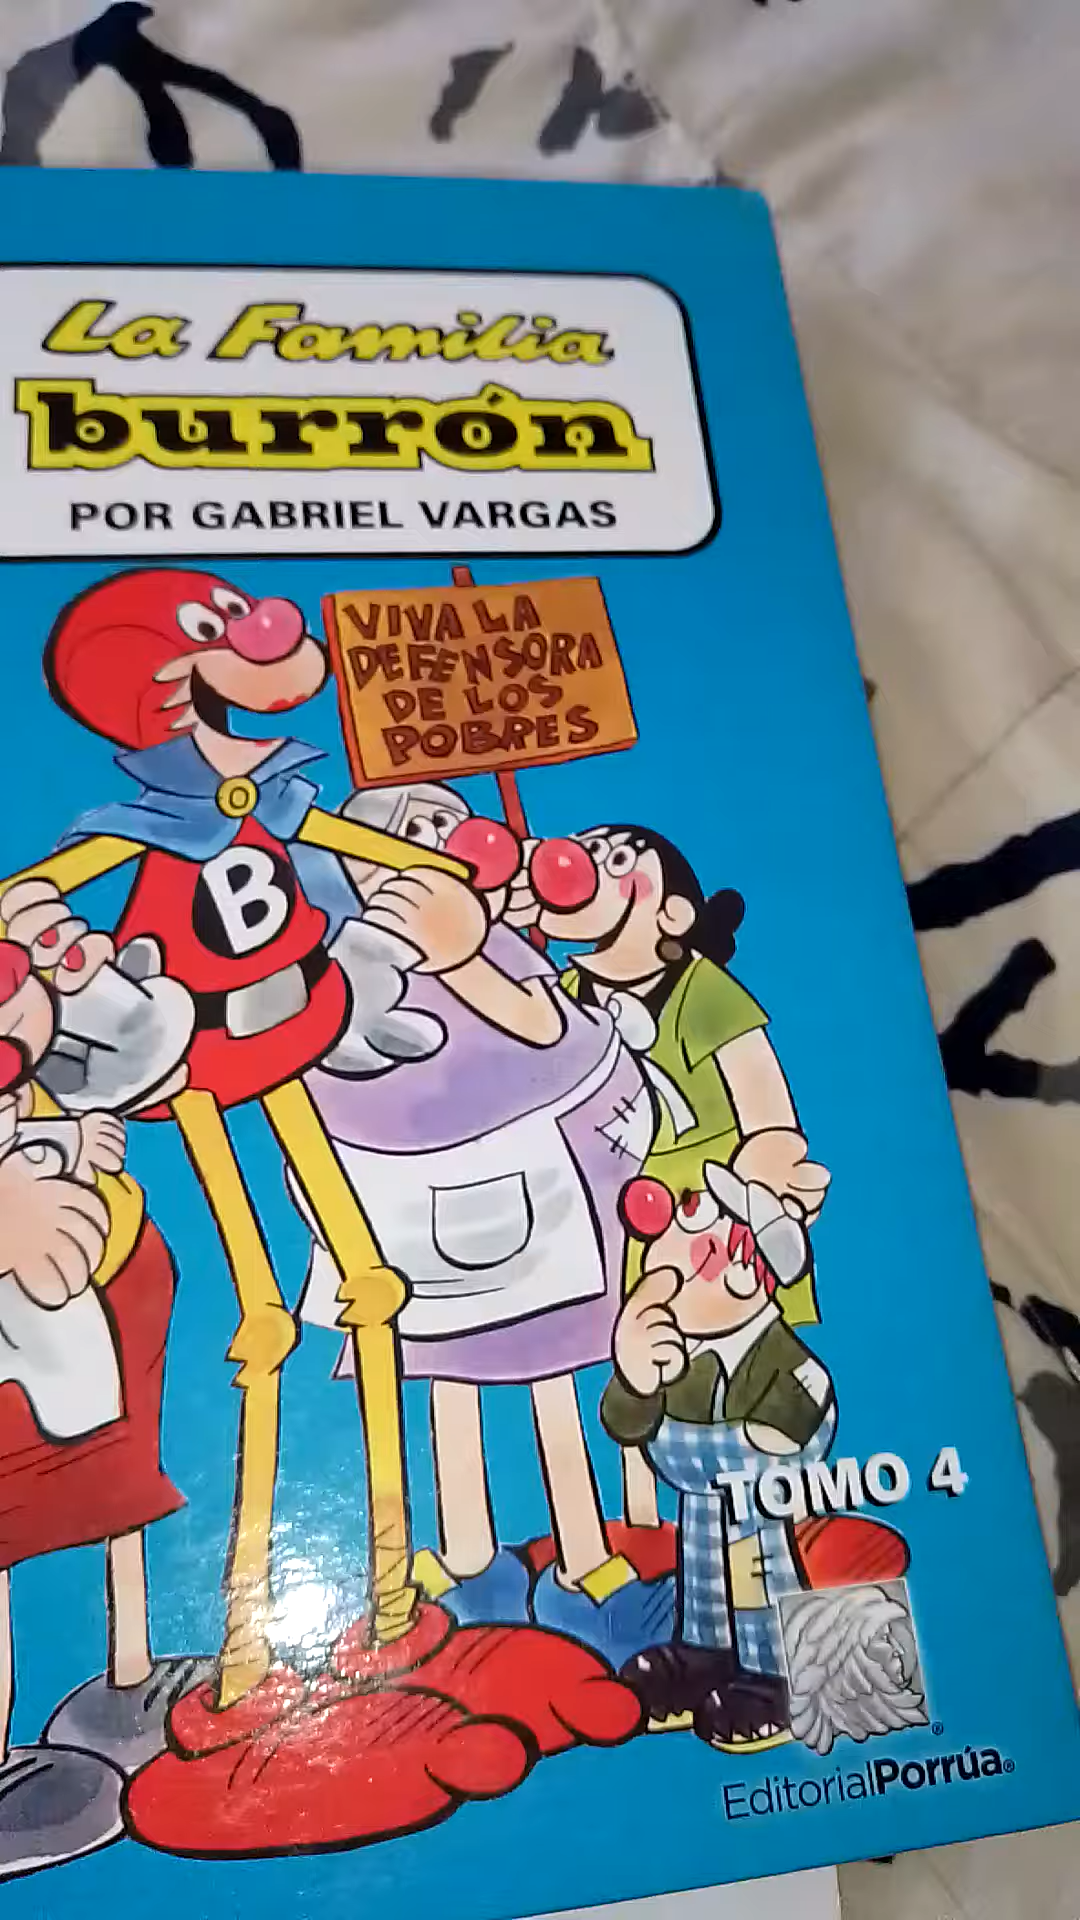 La Familia
burrón
POR GABRIEL VARGAS
VIVA LA
DEFENSORA
DE LOS
POBRES
B
TOMO 4
EditorialPorrúa®